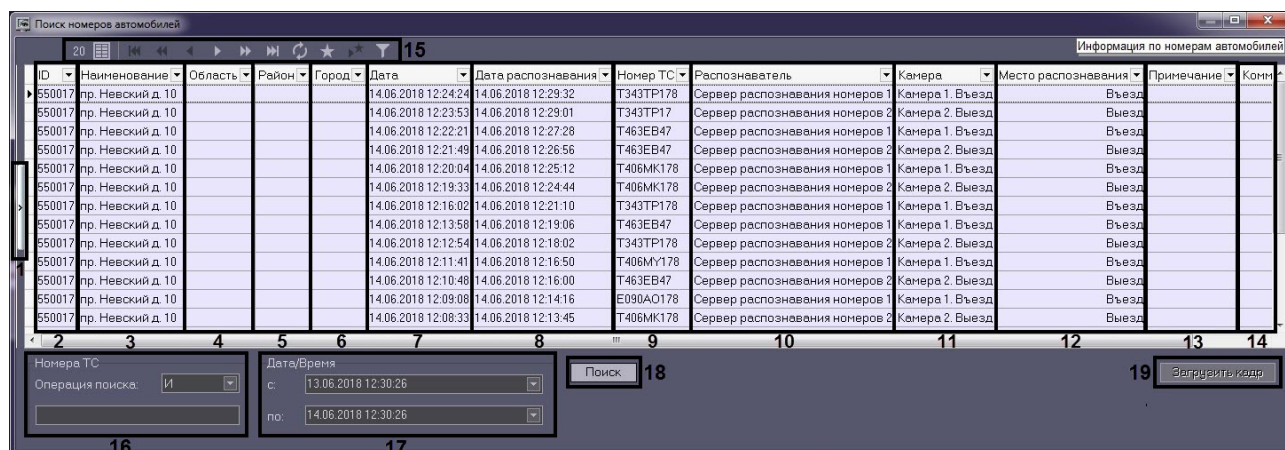 Поиск номеров автомобилей
20 15
Информация по номерам автомобилей
ID Наименование Область Район Город Дата Дата распознавания Номер ТС Распознаватель Камера Место распознавания Примечание Комм
550017 пр. Невский д. 10 14.06.2018 12:24:24 14.06.2018 12:29:32 Т343ТР178 Сервер распознавания номеров 1 Камера 1. Въезд Въезд
550017 пр. Невский д. 10 14.06.2018 12:23:53 14.06.2018 12:29:01 Т343ТР17 Сервер распознавания номеров 2 Камера 2. Выезд Выезд
550017 пр. Невский д. 10 14.06.2018 12:22:21 14.06.2018 12:27:28 Т463ЕВ47 Сервер распознавания номеров 1 Камера 1. Въезд Въезд
550017 пр. Невский д. 10 14.06.2018 12:21:49 14.06.2018 12:26:56 Т463ЕВ47 Сервер распознавания номеров 2 Камера 2. Выезд Выезд
550017 пр. Невский д. 10 14.06.2018 12:20:04 14.06.2018 12:25:12 Т406МК178 Сервер распознавания номеров 1 Камера 1. Въезд Въезд
550017 пр. Невский д. 10 14.06.2018 12:19:33 14.06.2018 12:24:44 Т406МК178 Сервер распознавания номеров 2 Камера 2. Выезд Выезд
550017 пр. Невский д. 10 14.06.2018 12:16:02 14.06.2018 12:21:10 Т343ТР178 Сервер распознавания номеров 1 Камера 1. Въезд Въезд
550017 пр. Невский д. 10 14.06.2018 12:13:58 14.06.2018 12:19:06 Т463ЕВ47 Сервер распознавания номеров 1 Камера 1. Въезд Въезд
550017 пр. Невский д. 10 14.06.2018 12:12:54 14.06.2018 12:18:02 Т343ТР178 Сервер распознавания номеров 2 Камера 2. Выезд Выезд
550017 пр. Невский д. 10 14.06.2018 12:11:41 14.06.2018 12:16:50 Т406МУ178 Сервер распознавания номеров 1 Камера 1. Въезд Въезд
550017 пр. Невский д. 10 14.06.2018 12:10:48 14.06.2018 12:16:00 Т463ЕВ47 Сервер распознавания номеров 2 Камера 2. Выезд Выезд
550017 пр. Невский д. 10 14.06.2018 12:09:08 14.06.2018 12:14:16 Е090АО178 Сервер распознавания номеров 1 Камера 1. Въезд Въезд
550017 пр. Невский д. 10 14.06.2018 12:08:33 14.06.2018 12:13:45 Т406МК178 Сервер распознавания номеров 2 Камера 2. Выезд Выезд
1
2 3 4 5 6 7 8 9 10 11 12 13 14
Номера ТС
Операция поиска: И
16
Дата/Время
с: 13.06.2018 12:30:26
по: 14.06.2018 12:30:26
17
Поиск 18
19 Загрузить кадр